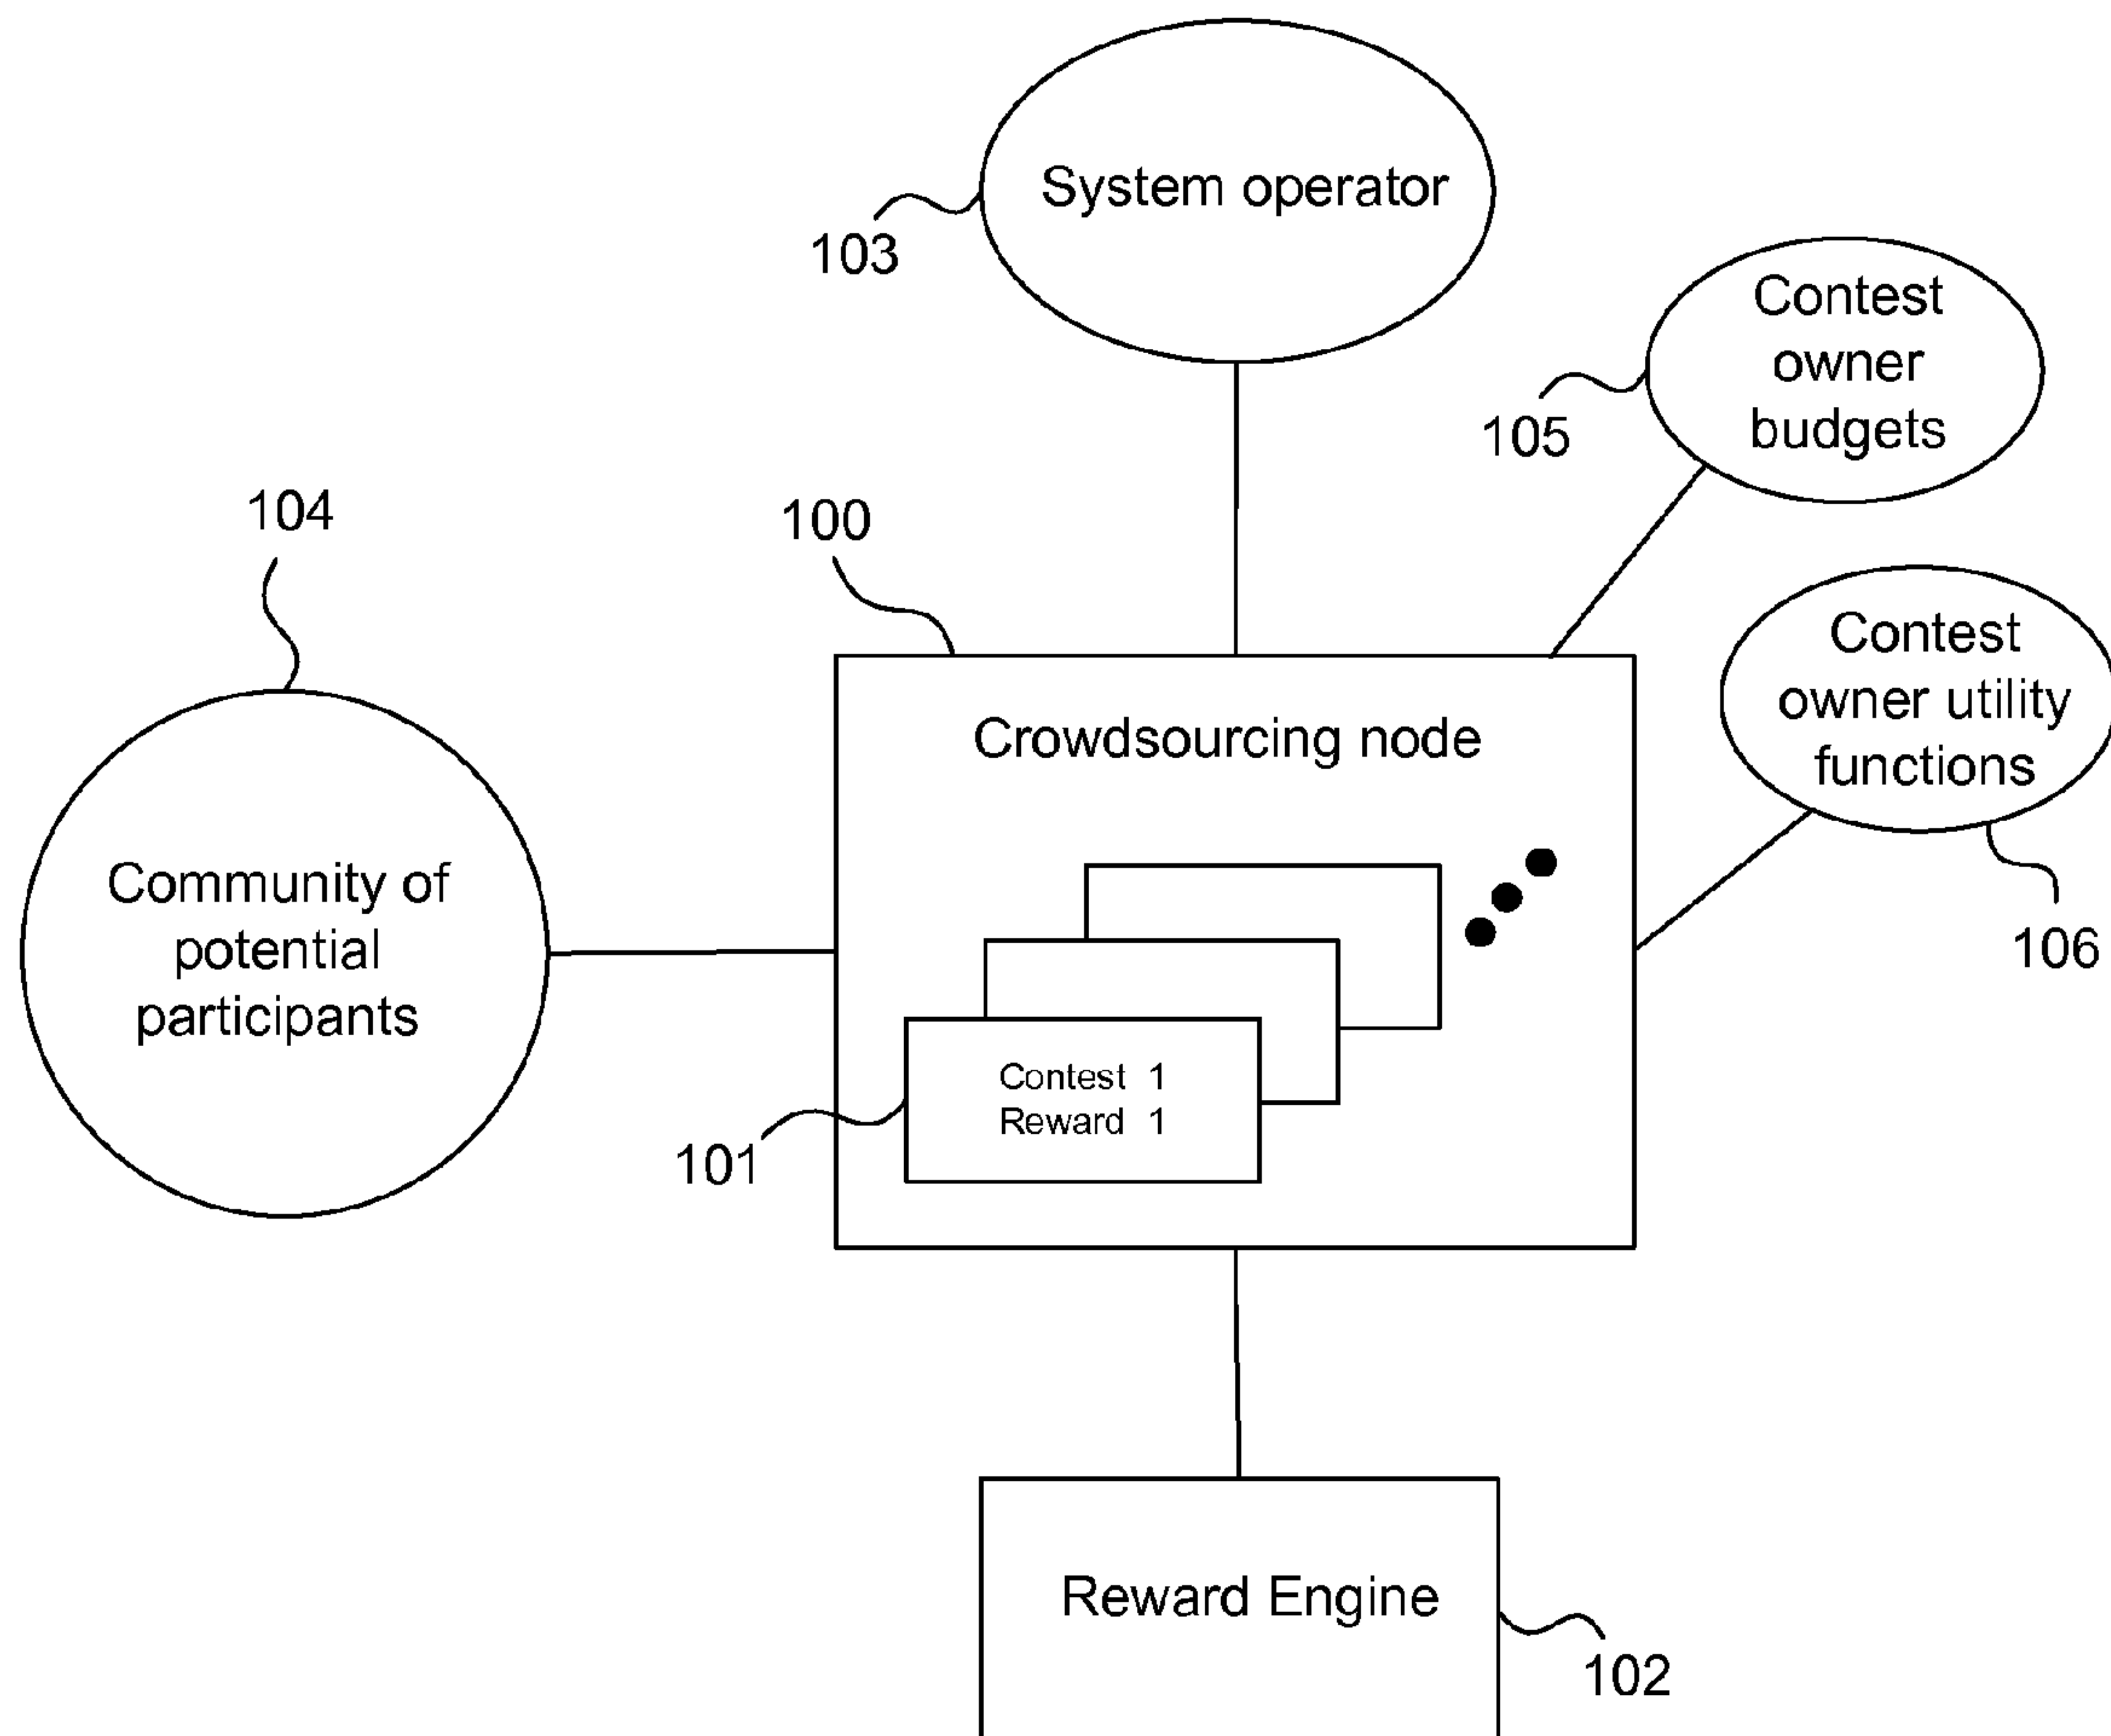 System operator
103
Contest
owner
budgets
105
104
100
Contest
owner utility
functions
106
Crowdsourcing node
Community of
potential
participants
Contest 1
Reward 1
101
Reward Engine
102